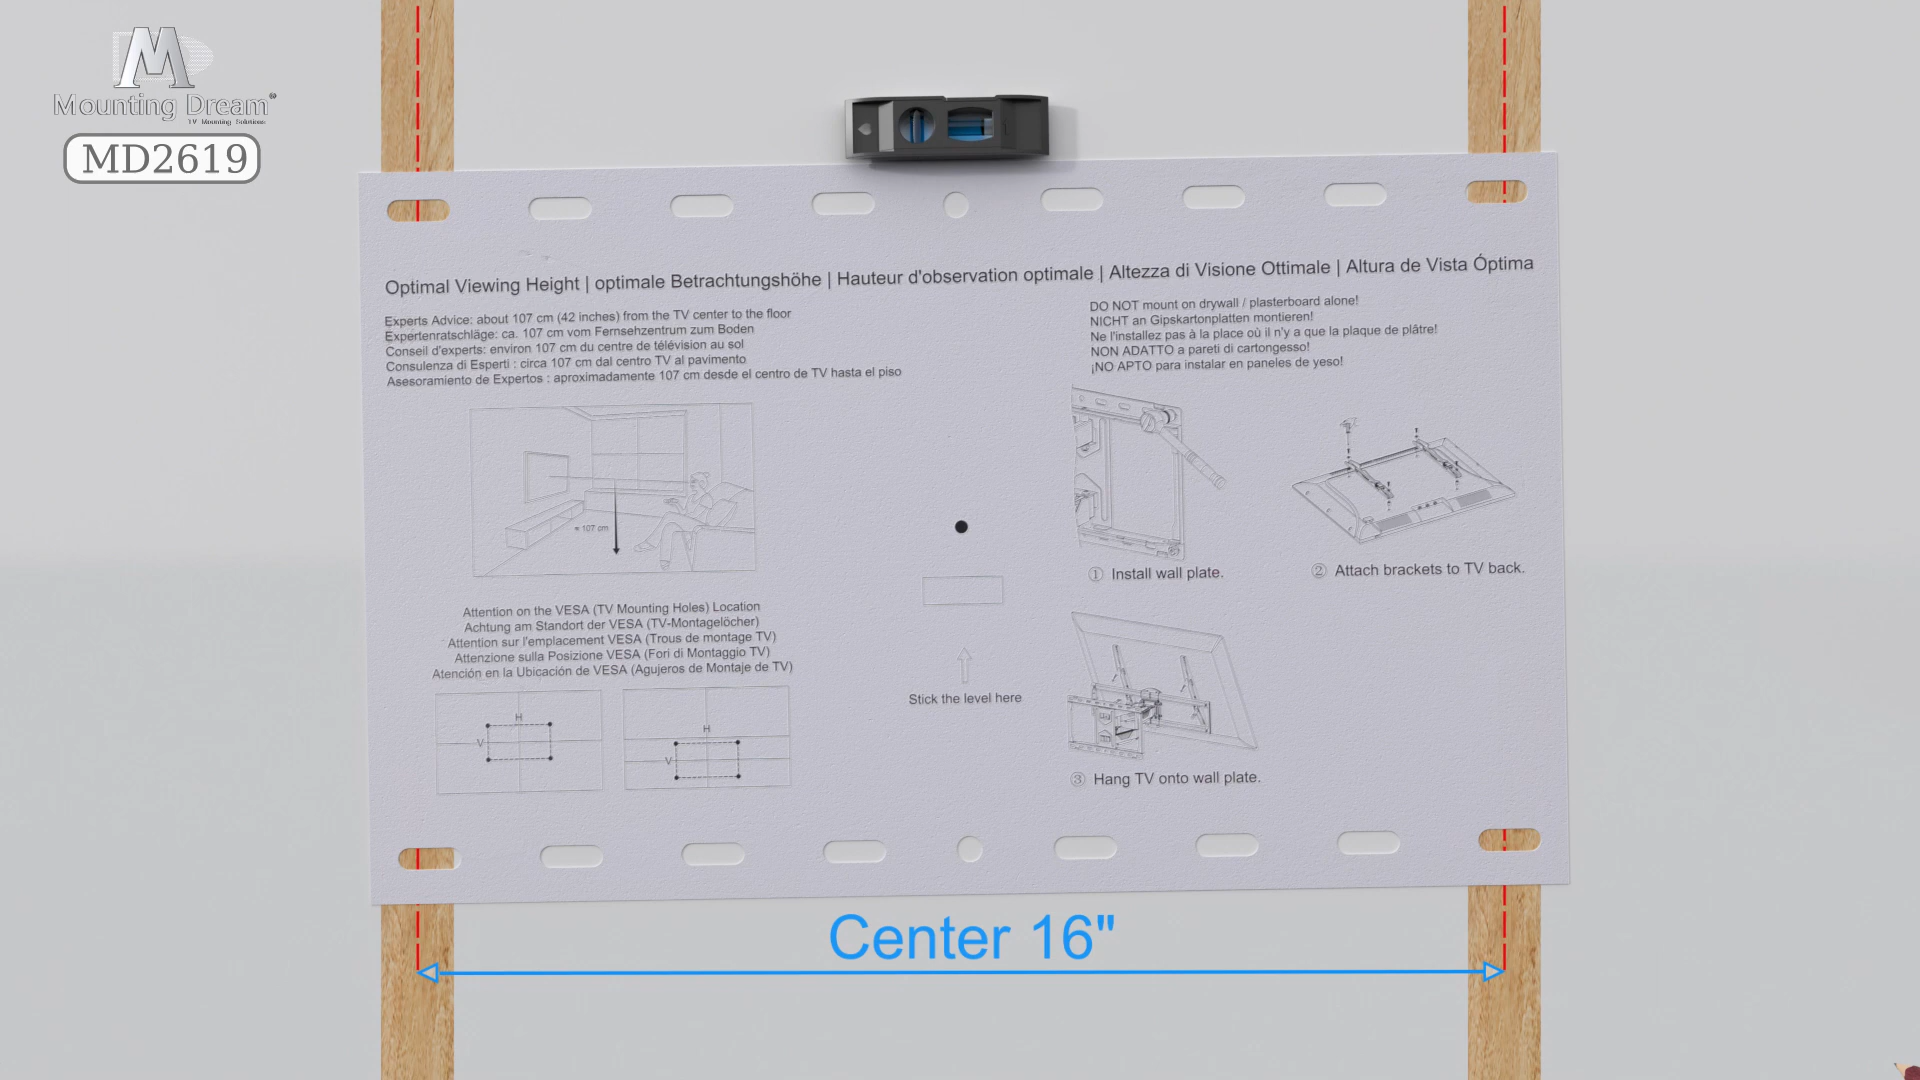 M
Mounting Dream®
TV Mounting Solutions
MD2619
Optimal Viewing Height | optimale Betrachtungshöhe | Hauteur d'observation optimale | Altezza di Visione Ottimale | Altura de Vista Óptima
Experts Advice: about 107 cm (42 inches) from the TV center to the floor
Expertenratschläge: ca. 107 cm vom Fernsehzentrum zum Boden
Conseil d'experts: environ 107 cm du centre de télévision au sol
Consulenza di Esperti : circa 107 cm dal centro TV al pavimento
Asesoramiento de Expertos : aproximadamente 107 cm desde el centro de TV hasta el piso
DO NOT mount on drywall / plasterboard alone!
NICHT an Gipskartonplatten montieren!
Ne l'installez pas à la place où il n'y a que la plaque de plâtre!
NON ADATTO a pareti di cartongesso!
¡NO APTO para instalar en paneles de yeso!
≈ 107 cm
① Install wall plate.
② Attach brackets to TV back.
Attention on the VESA (TV Mounting Holes) Location
Achtung am Standort der VESA (TV-Montagelöcher)
Attention sur l'emplacement VESA (Trous de montage TV)
Attenzione sulla Posizione VESA (Fori di Montaggio TV)
Atención en la Ubicación de VESA (Agujeros de Montaje de TV)
H
V
H
V
Stick the level here
③ Hang TV onto wall plate.
Center 16"